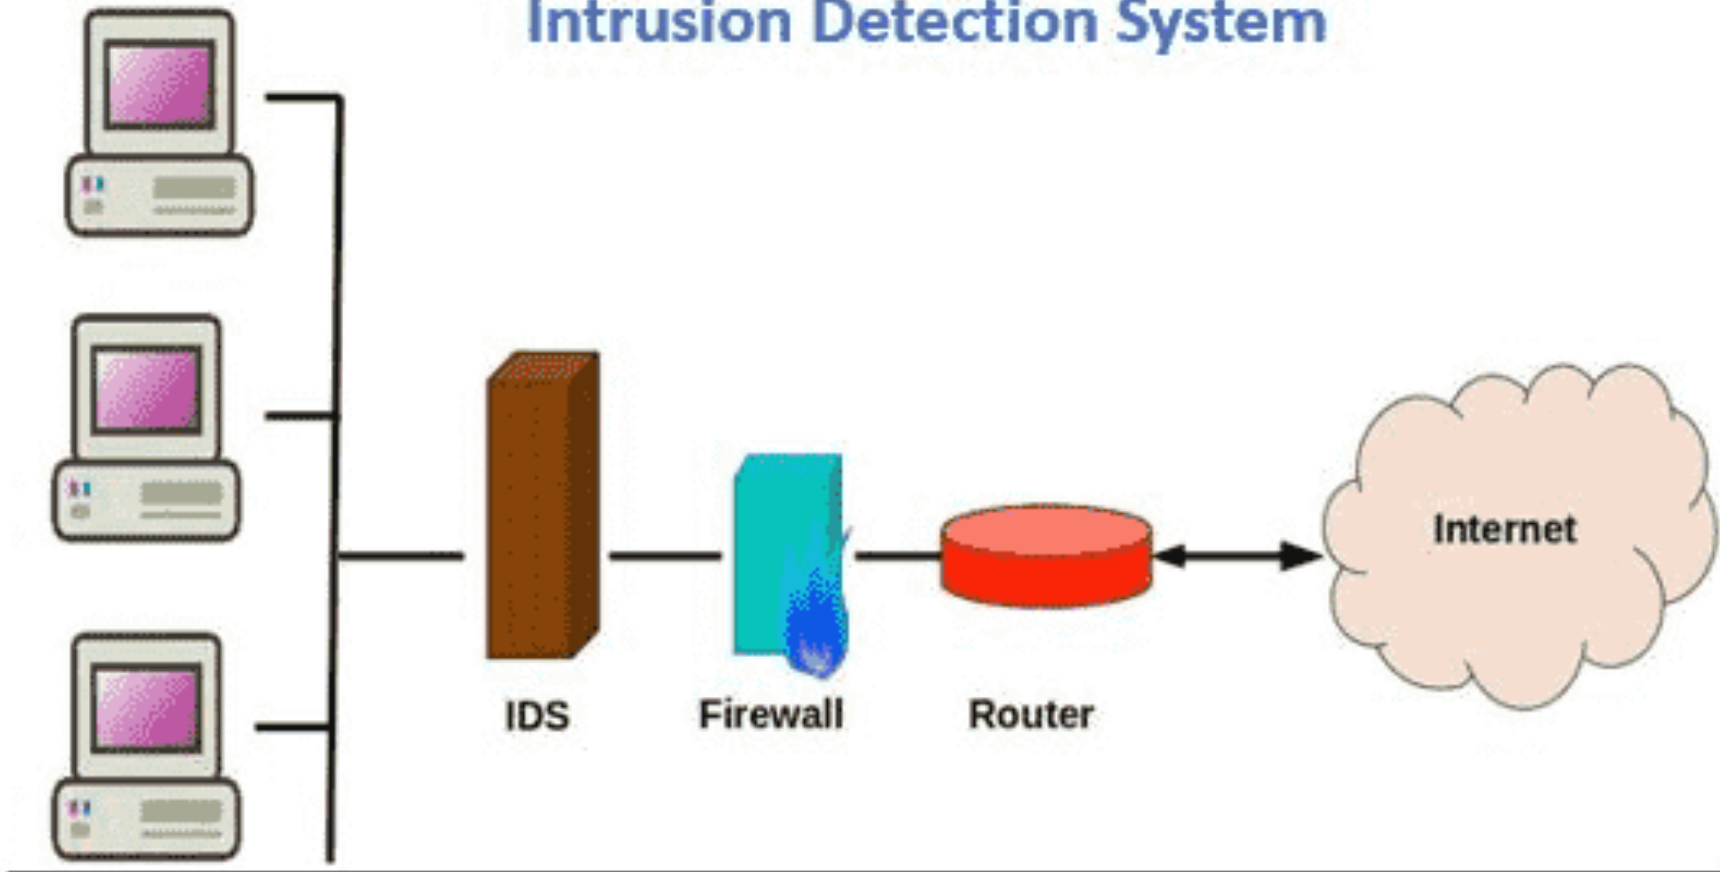 Intrusion Detection System
Internet
IDS
Firewall
Router